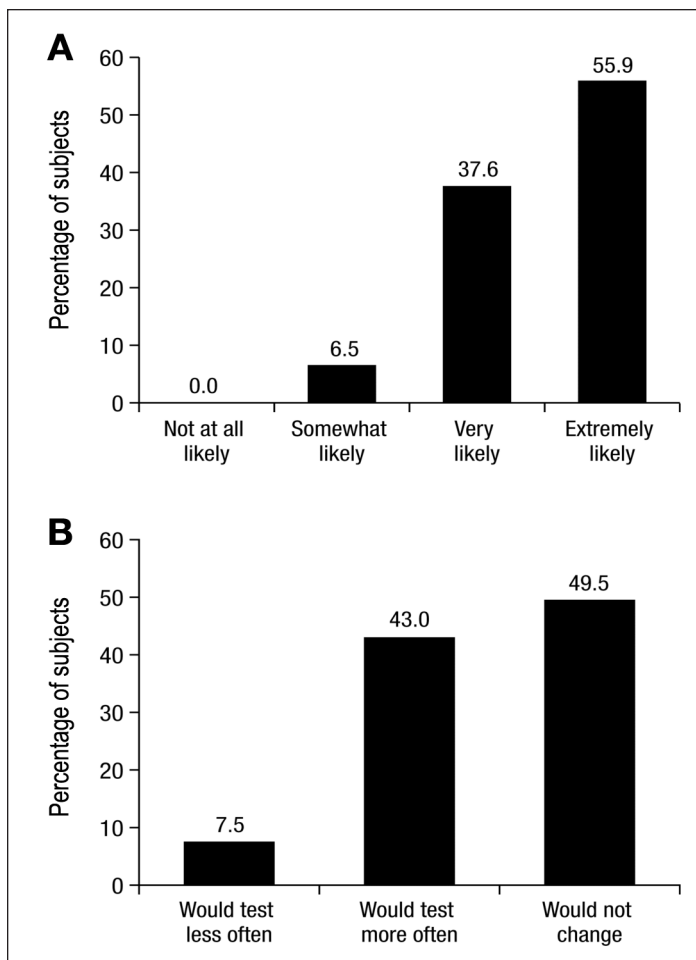 A
Percentage of subjects
60
50
40
30
20
10
0
0.0
6.5
37.6
55.9
Not at all
likely
Somewhat
likely
Very
likely
Extremely
likely
B
Percentage of subjects
60
50
40
30
20
10
0
7.5
43.0
49.5
Would test
less often
Would test
more often
Would not
change